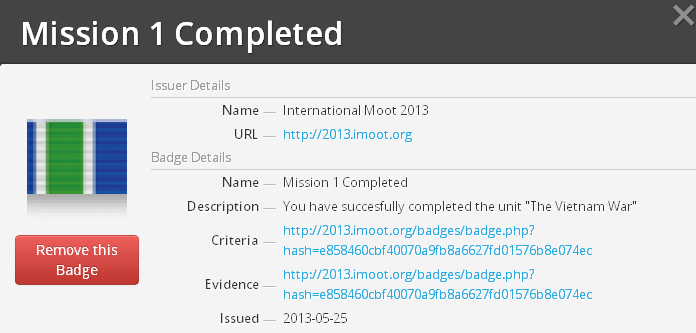 Mission 1 Completed
Issuer Details
Name — International Moot 2013
URL — http://2013.imoot.org
Badge Details
Name — Mission 1 Completed
Description — You have succesfully completed the unit "The Vietnam War"
Criteria — http://2013.imoot.org/badges/badge.php?
hash=e858460cbf40070a9fb8a6627fd01576b8e074ec
Evidence — http://2013.imoot.org/badges/badge.php?
hash=e858460cbf40070a9fb8a6627fd01576b8e074ec
Issued — 2013-05-25
Remove this
Badge